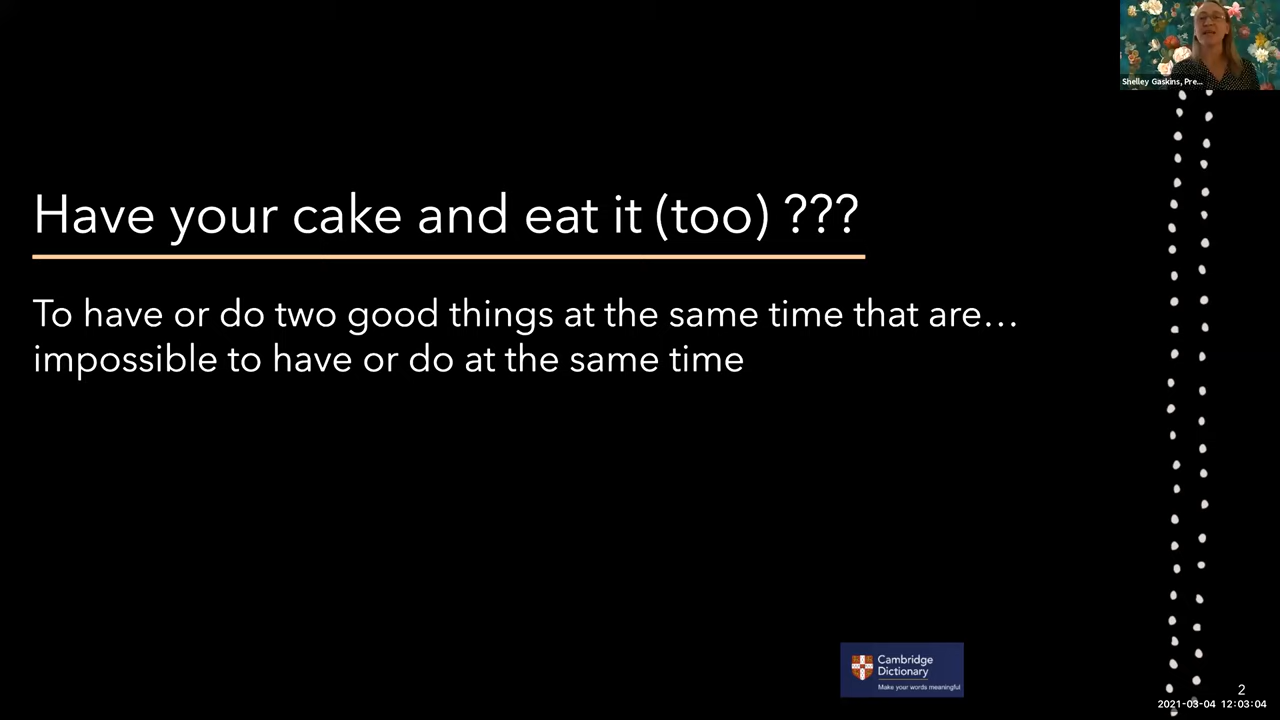 Shelley Gaskins, Pre...
Have your cake and eat it (too) ???
To have or do two good things at the same time that are...
impossible to have or do at the same time
Cambridge
Dictionary
Make your words meaningful
2
2021-03-04 12:03:04